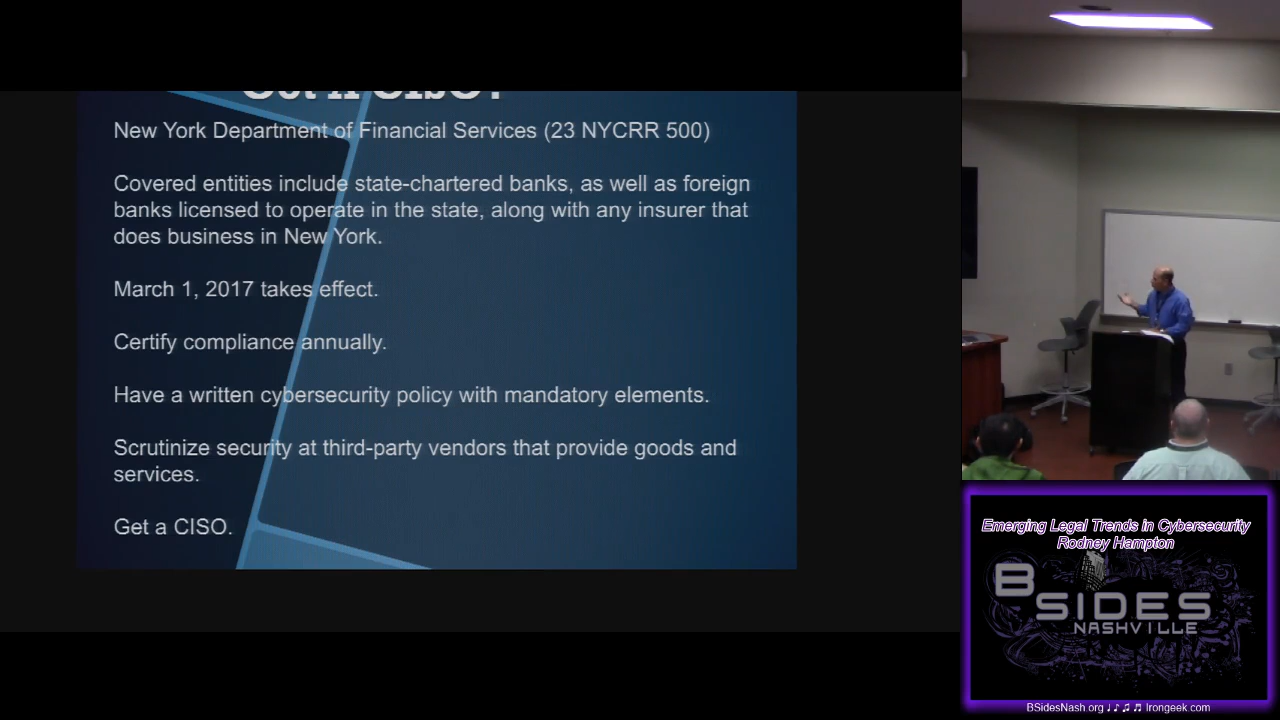 Got A CISO?
New York Department of Financial Services (23 NYCRR 500)
Covered entities include state-chartered banks, as well as foreign
banks licensed to operate in the state, along with any insurer that
does business in New York.
March 1, 2017 takes effect.
Certify compliance annually.
Have a written cybersecurity policy with mandatory elements.
Scrutinize security at third-party vendors that provide goods and
services.
Get a CISO.
Emerging Legal Trends in Cybersecurity
Rodney Hampton
BSIDES
NASHVILLE
BSidesNash.org ♩♪♫♬ Irongeek.com